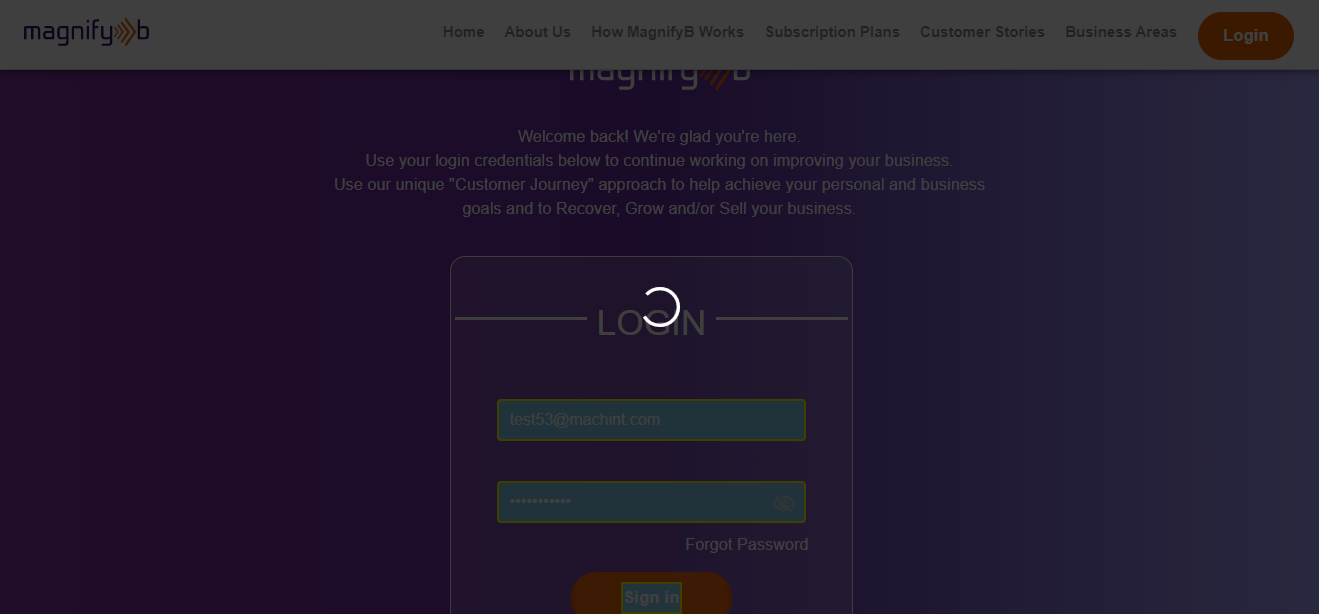 magnifyb
Home About Us How MagnifyB Works Subscription Plans Customer Stories Business Areas Login
magnifyb
Welcome back! We're glad you're here.
Use your login credentials below to continue working on improving your business.
Use our unique "Customer Journey" approach to help achieve your personal and business
goals and to Recover, Grow and/or Sell your business.
LOGIN
test53@machint.com
•••••••••••
Forgot Password
Sign in